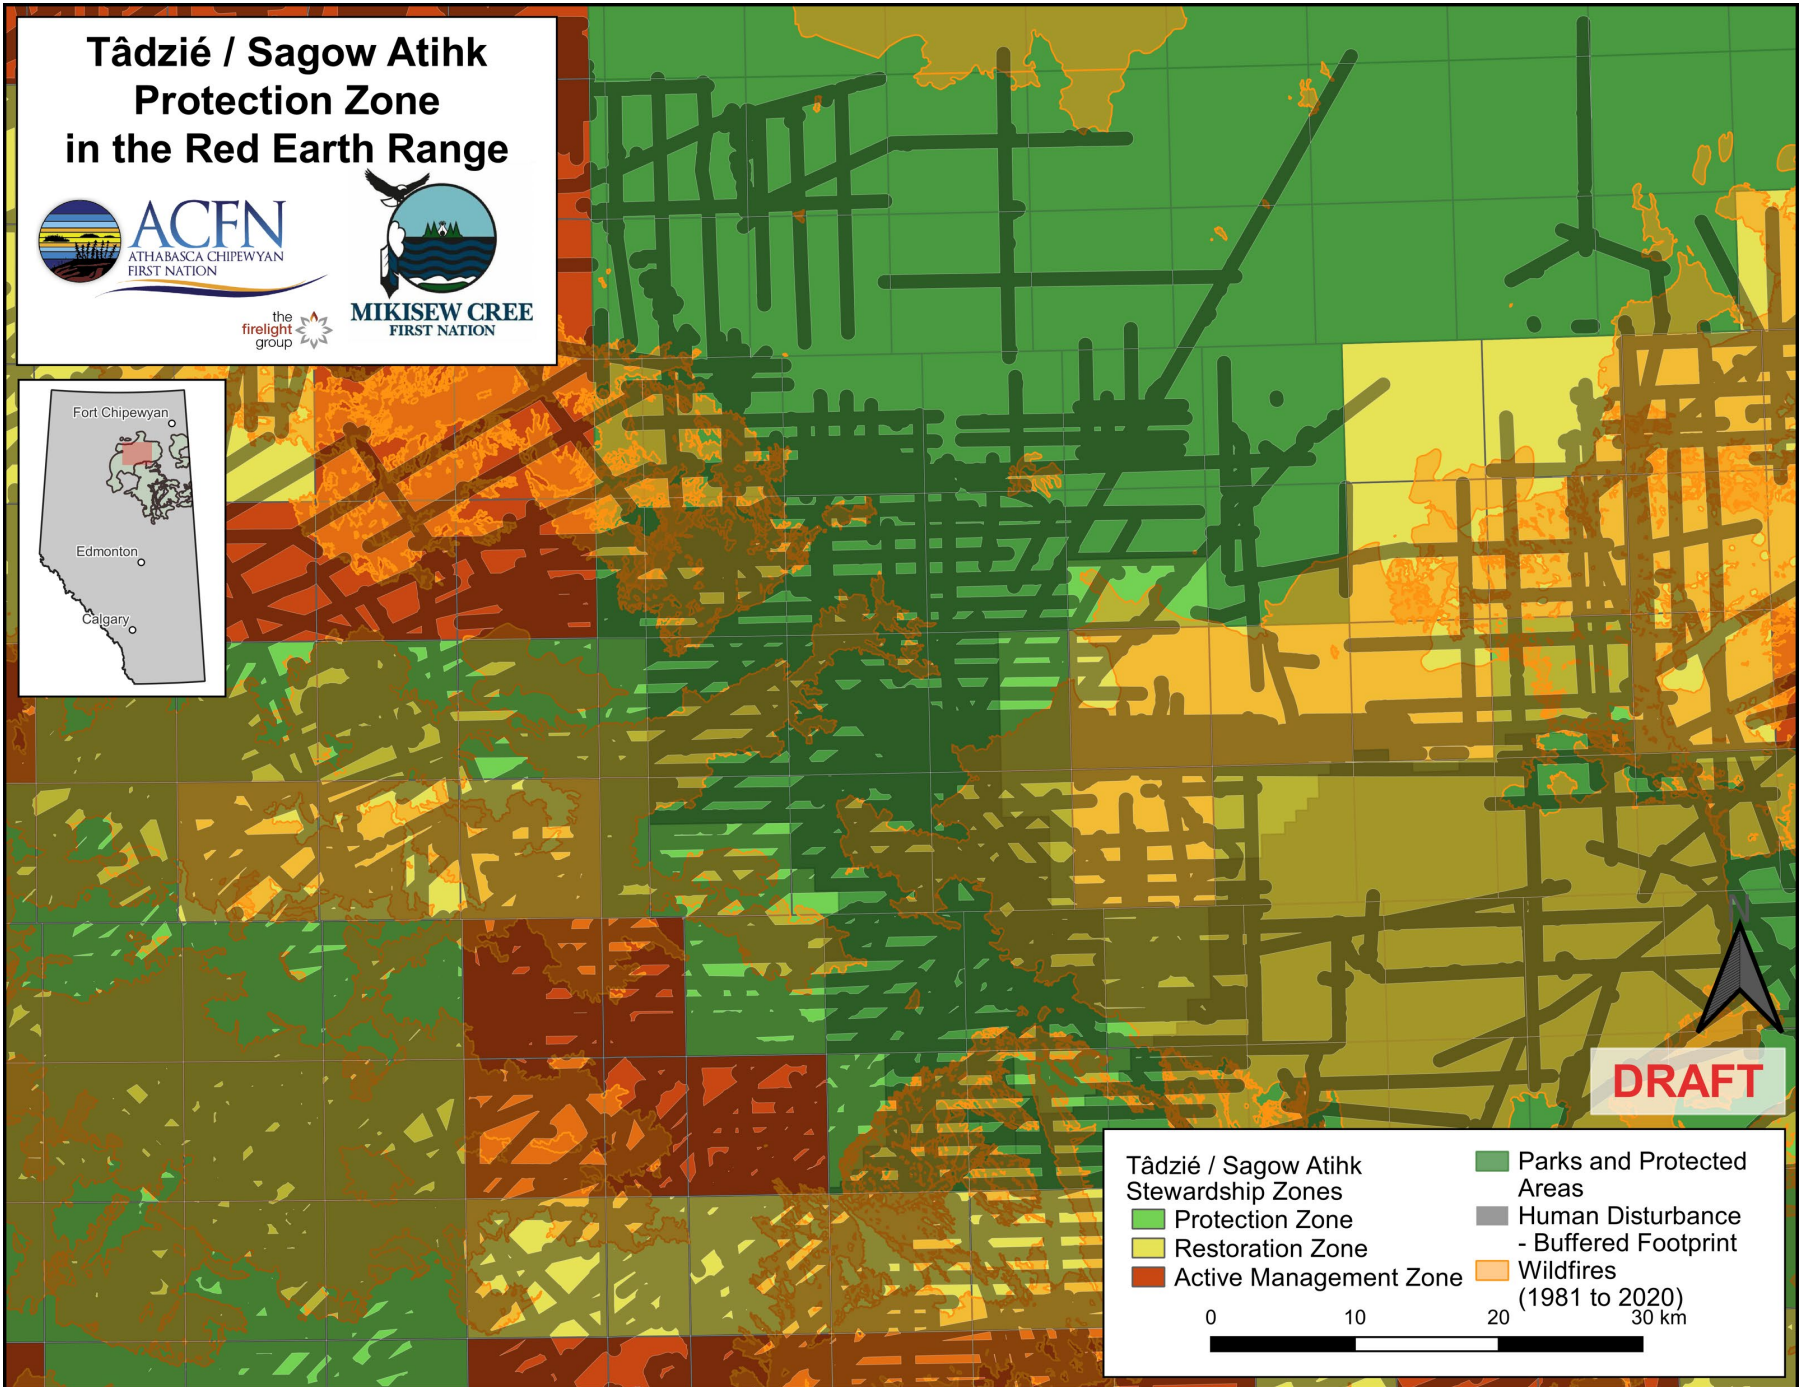 Tâdzié / Sagow Atihk
Protection Zone
in the Red Earth Range
ACFN
ATHABASCA CHIPEWYAN
FIRST NATION
MIKISEW CREE
FIRST NATION
the
firelight
group
Fort Chipewyan
Edmonton
Calgary
N
DRAFT
Tâdzié / Sagow Atihk
Stewardship Zones
Protection Zone
Restoration Zone
Active Management Zone
Parks and Protected
Areas
Human Disturbance
- Buffered Footprint
Wildfires
(1981 to 2020)
0 10 20 30 km